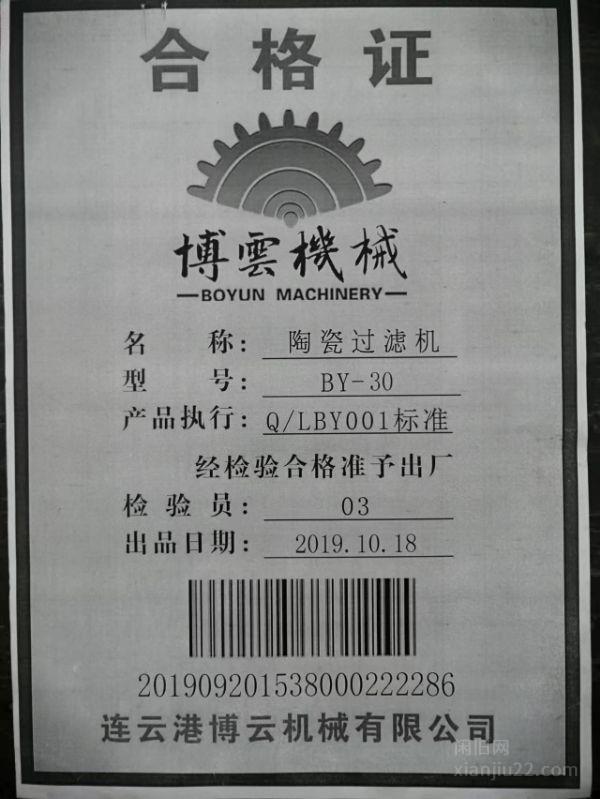 合格证
博雲機械
BOYUN MACHINERY
名称：陶瓷过滤机
型号：BY-30
产品执行：Q/LBY001标准
经检验合格准予出厂
检验员：03
出品日期：2019.10.18
201909201538000222286
连云港博云机械有限公司
闲旧网
xianjiu22.com